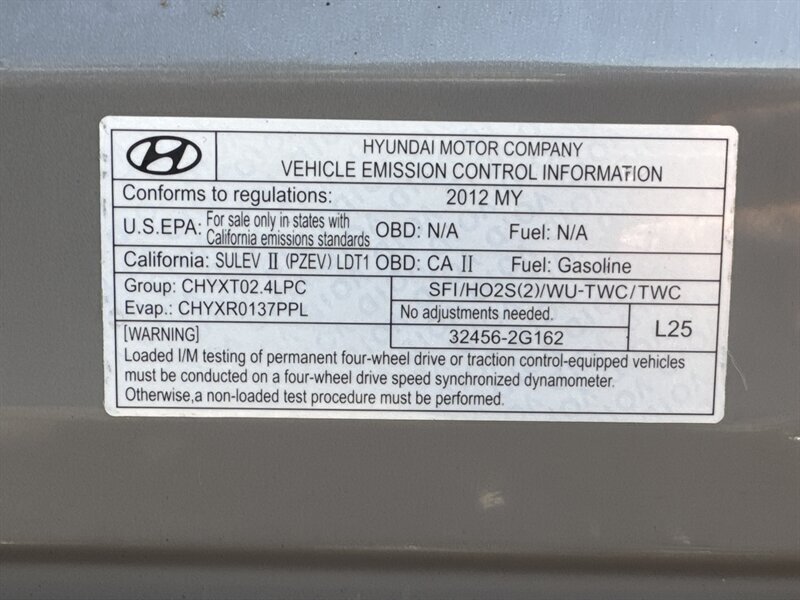 HYUNDAI MOTOR COMPANY
VEHICLE EMISSION CONTROL INFORMATION
Conforms to regulations: 2012 MY
U.S.EPA: For sale only in states with California emissions standards OBD: N/A Fuel: N/A
California: SULEV II (PZEV) LDT1 OBD: CA II Fuel: Gasoline
Group: CHYXT02.4LPC
Evap.: CHYXR0137PPL
SFI/HO2S(2)/WU-TWC/TWC
No adjustments needed.
32456-2G162
L25
[WARNING]
Loaded I/M testing of permanent four-wheel drive or traction control-equipped vehicles
must be conducted on a four-wheel drive speed synchronized dynamometer.
Otherwise,a non-loaded test procedure must be performed.